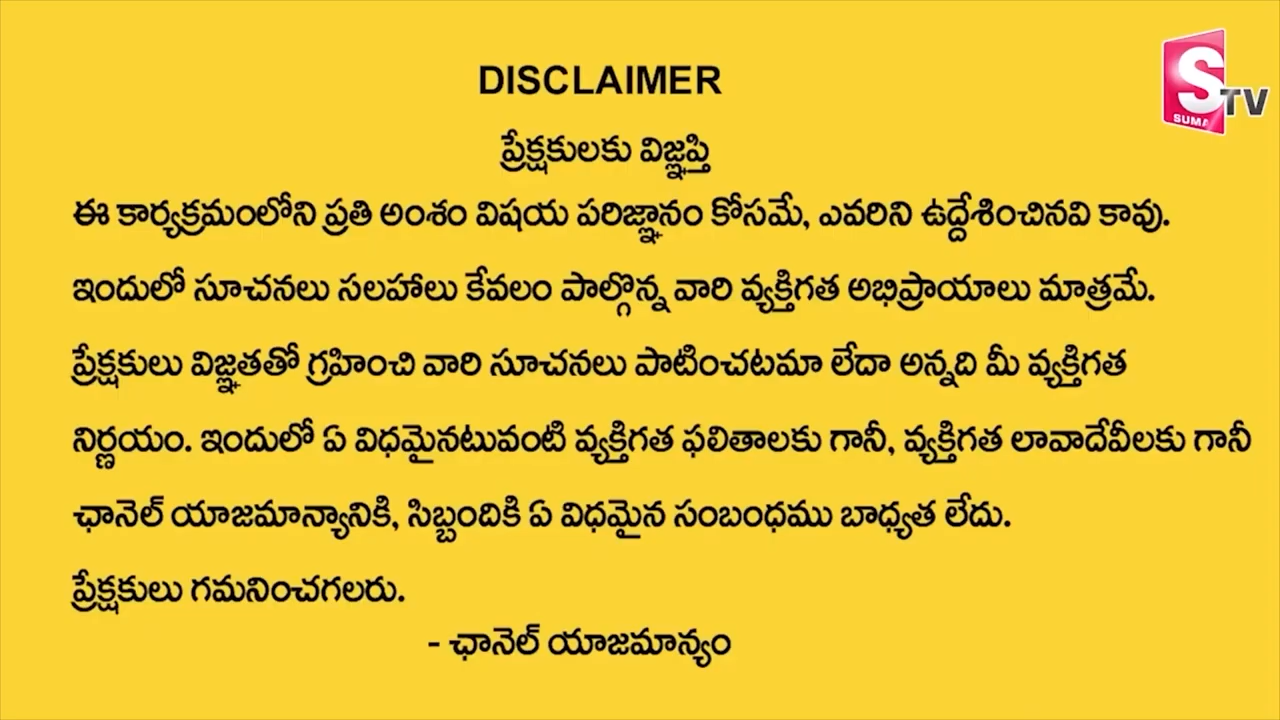 DISCLAIMER
S TV
SUMA
ప్రేక్షకులకు విజ్ఞప్తి
ఈ కార్యక్రమంలోని ప్రతి అంశం విషయ పరిజ్ఞానం కోసమే, ఎవరిని ఉద్దేశించినవి కావు.
ఇందులో సూచనలు సలహాలు కేవలం పాల్గొన్న వారి వ్యక్తిగత అభిప్రాయాలు మాత్రమే.
ప్రేక్షకులు విజ్ఞతతో గ్రహించి వారి సూచనలు పాటించటమా లేదా అన్నది మీ వ్యక్తిగత
నిర్ణయం. ఇందులో ఏ విధమైనటువంటి వ్యక్తిగత ఫలితాలకు గానీ, వ్యక్తిగత లావాదేవీలకు గానీ
ఛానెల్ యాజమాన్యానికి, సిబ్బందికి ఏ విధమైన సంబంధము బాధ్యత లేదు.
ప్రేక్షకులు గమనించగలరు.
- ఛానెల్ యాజమాన్యం